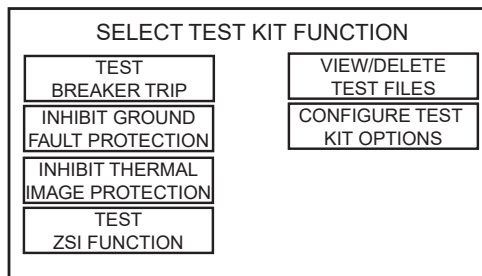 SELECT TEST KIT FUNCTION
TEST
BREAKER TRIP
INHIBIT GROUND
FAULT PROTECTION
INHIBIT THERMAL
IMAGE PROTECTION
TEST
ZSI FUNCTION
VIEW/DELETE
TEST FILES
CONFIGURE TEST
KIT OPTIONS